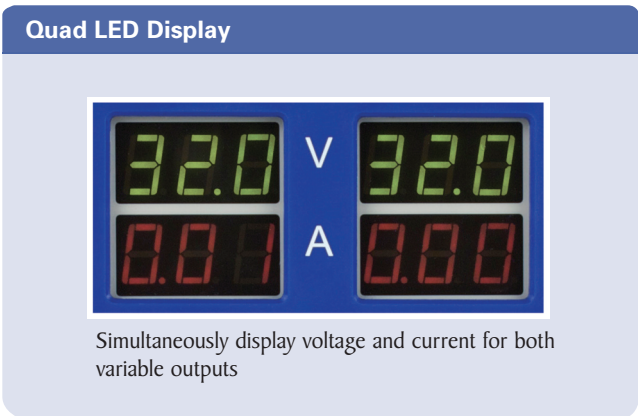 Quad LED Display
32.0 V 32.0
0.01 A 0.00
Simultaneously display voltage and current for both
variable outputs